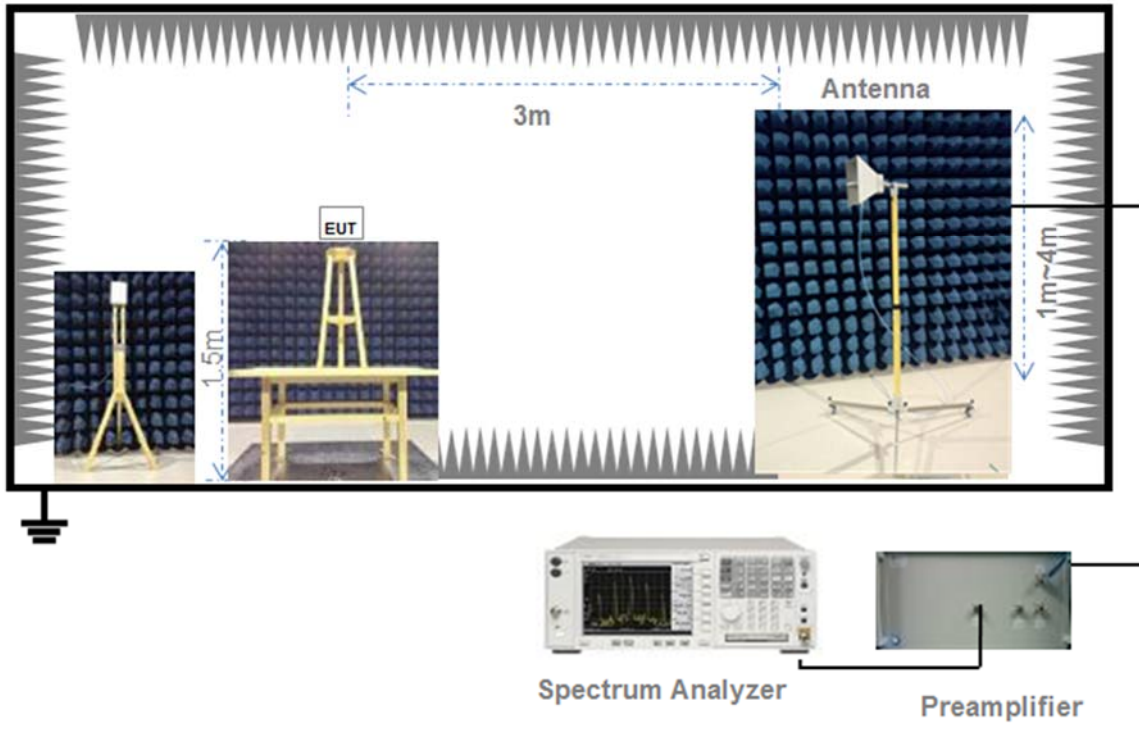 Antenna
3m
EUT
1m~4m
1.5m
Spectrum Analyzer
Preamplifier